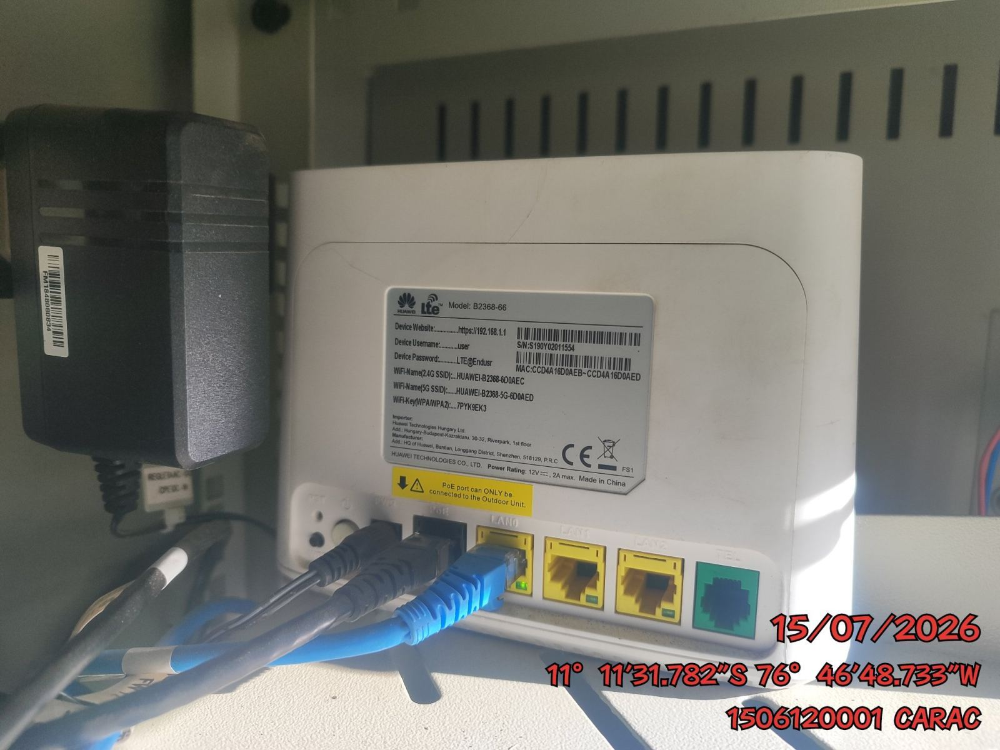 FM1848080834
HUAWEI
LTE™ Model: B2368-66
Device Website:..............https://192.168.1.1
Device Username:...........user
Device Password:...........LTE@Endusr
WiFi-Name(2.4G SSID):...HUAWEI-B2368-6D0AEC
WiFi-Name(5G SSID):......HUAWEI-B2368-5G-6D0AED
WiFi-Key(WPA/WPA2):....7PYK9EK3
S/N:S190Y02011554
MAC:CCD4A16D0AEB~CCD4A16D0AED
Importer:
Huawei Technologies Hungary Ltd.
Add.: Hungary-Budapest-Kozraktaru. 30-32, Riverpark, 1st floor
Manufacturer:
Add.: HQ of Huawei, Bantian, Longgang District, Shenzhen, 518129, P.R.C
HUAWEI TECHNOLOGIES CO., LTD. Power Rating: 12V⎓, 2A max. Made in China
CE
FS1
PoE port can ONLY be
connected to the Outdoor Unit.
PoE
LAN0
LAN1
LAN2
TEL
15/07/2026
11° 11'31.782"S 76° 46'48.733"W
1506120001 CARAC